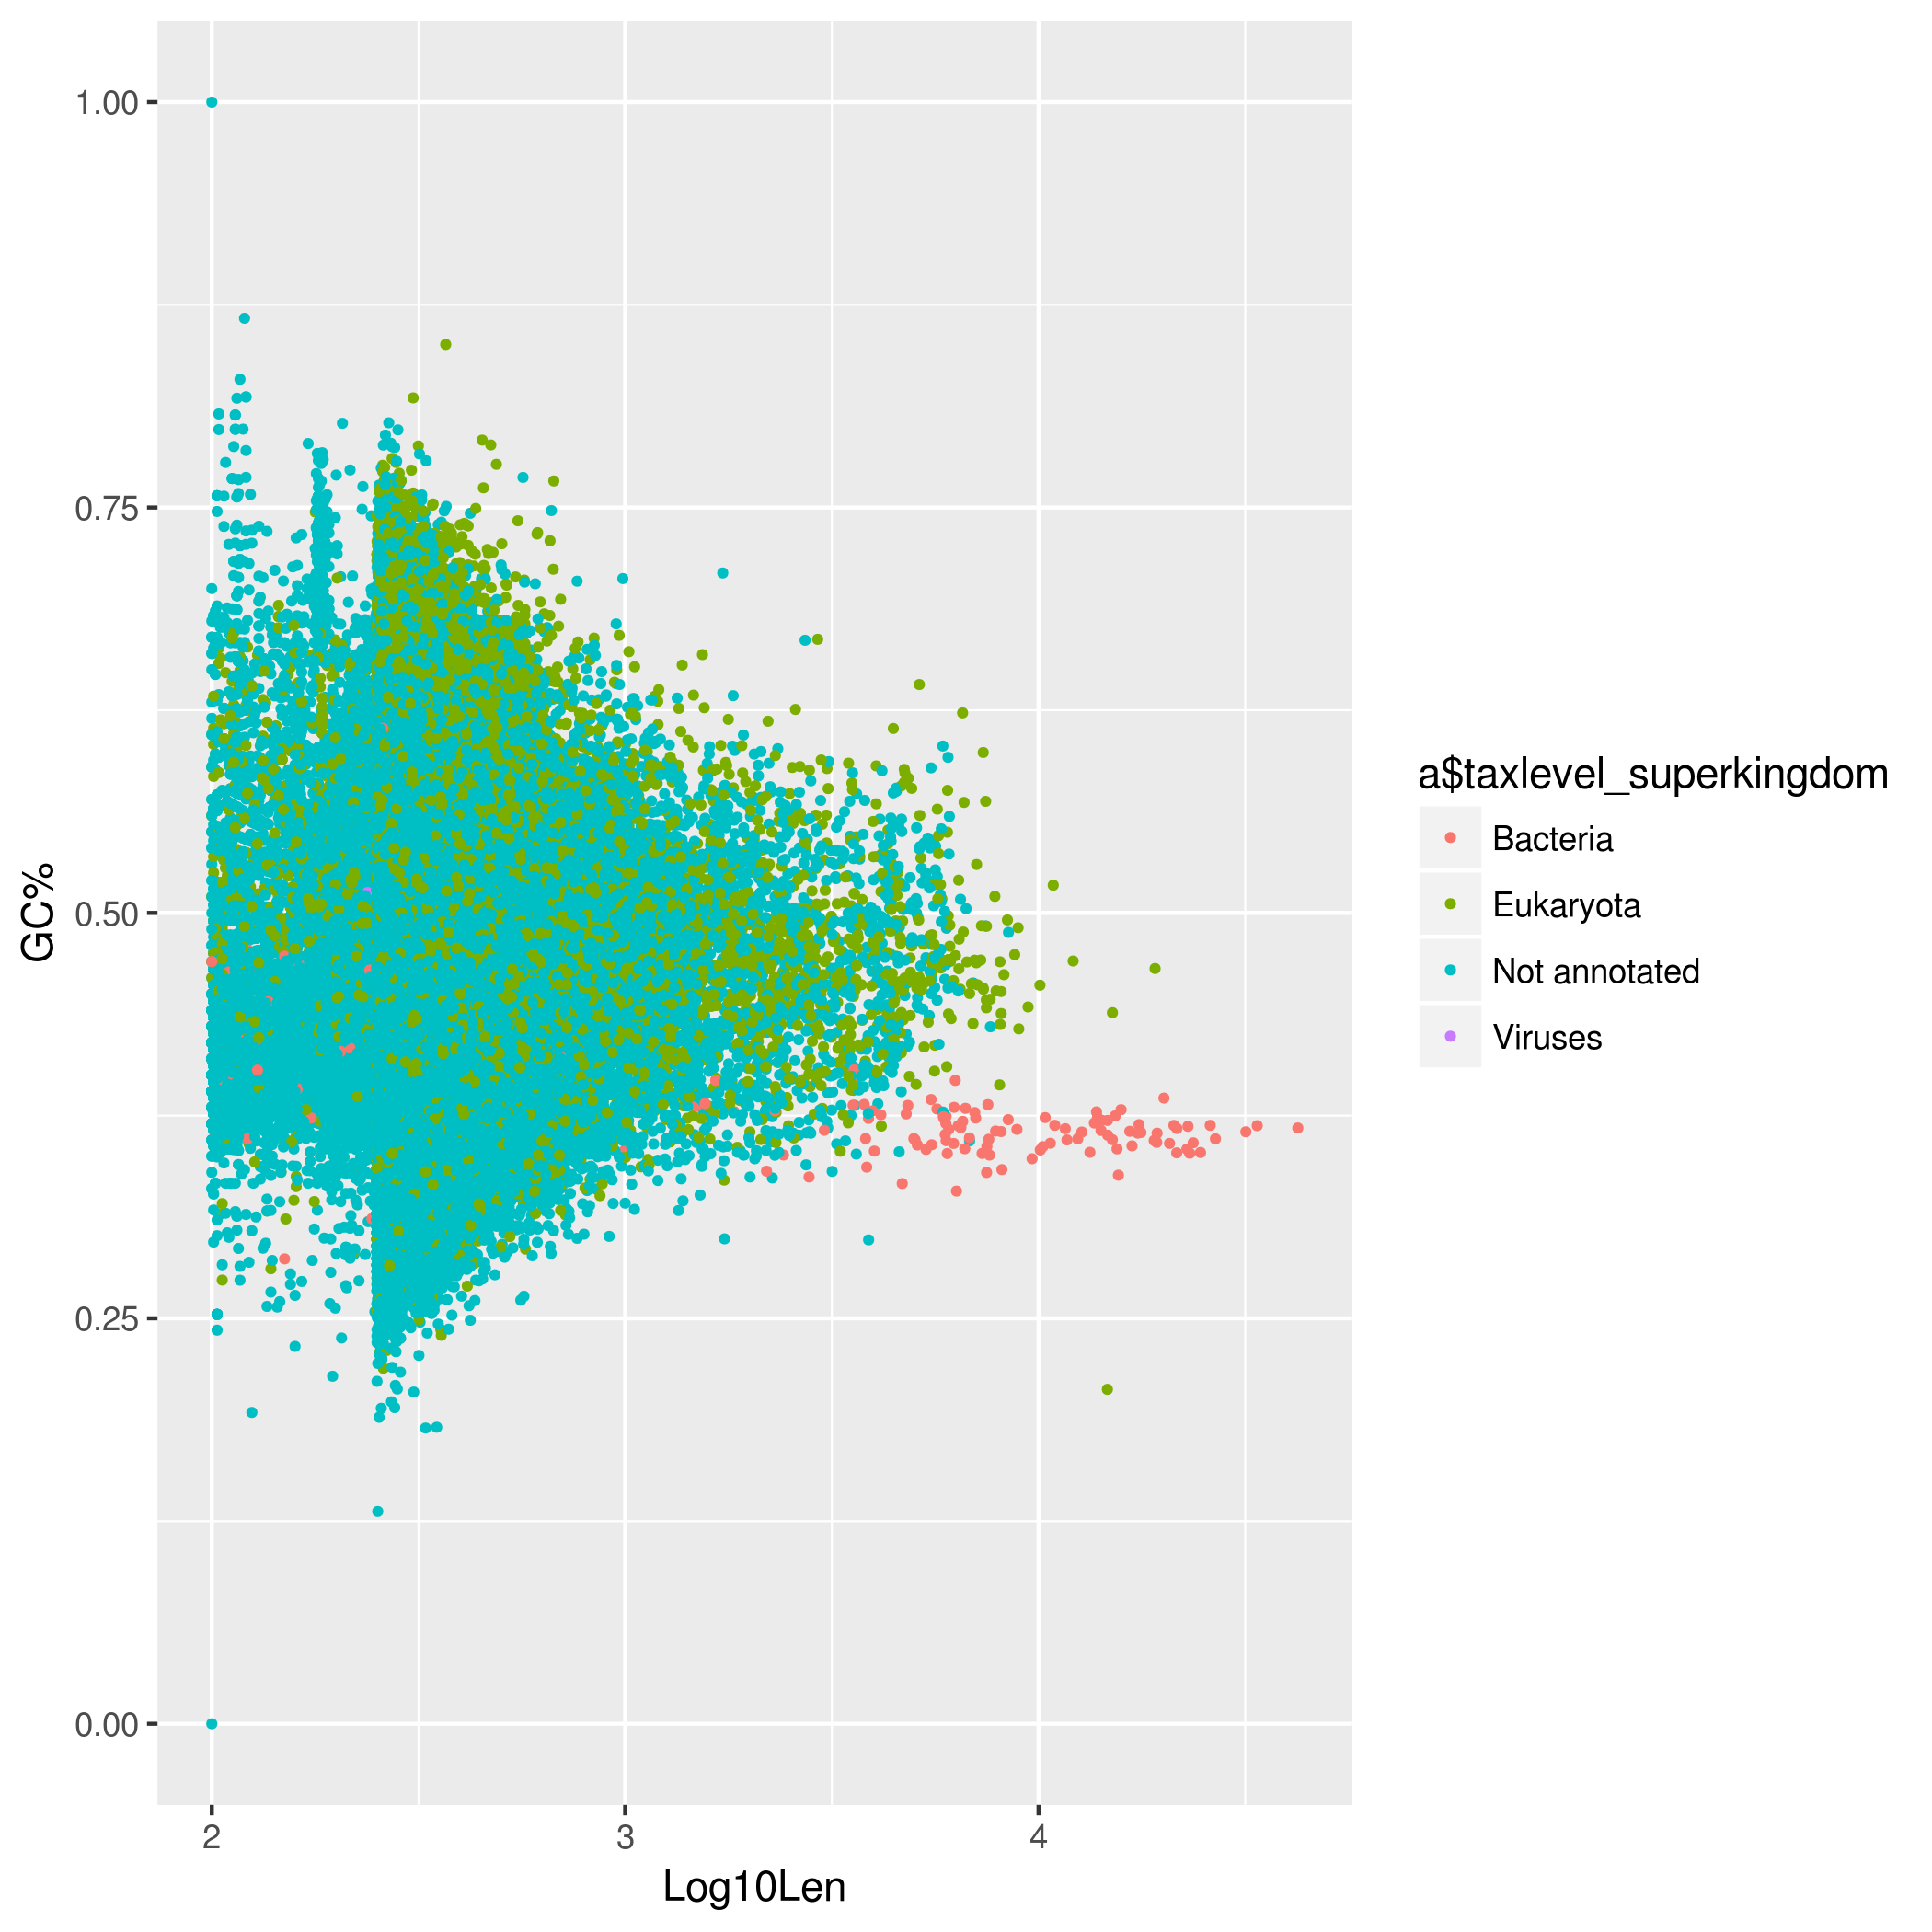 1.00
0.75
0.50
0.25
0.00
GC%
2
3
4
Log10Len
a$taxlevel_superkingdom
Bacteria
Eukaryota
Not annotated
Viruses